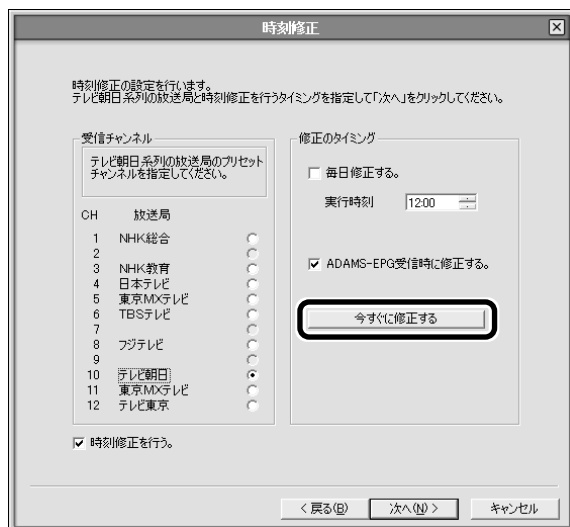 時刻修正
時刻修正の設定を行います。
テレビ朝日系列の放送局と時刻修正を行うタイミングを指定して「次へ」をクリックしてください。
受信チャンネル
テレビ朝日系列の放送局のプリセット
チャンネルを指定してください。
CH 放送局
1 NHK総合
2
3 NHK教育
4 日本テレビ
5 東京MXテレビ
6 TBSテレビ
7
8 フジテレビ
9
10 テレビ朝日
11 東京MXテレビ
12 テレビ東京
時刻修正を行う。
修正のタイミング
毎日修正する。
実行時刻 12:00
ADAMS-EPG受信時に修正する。
今すぐに修正する
< 戻る(B) 次へ(N) > キャンセル